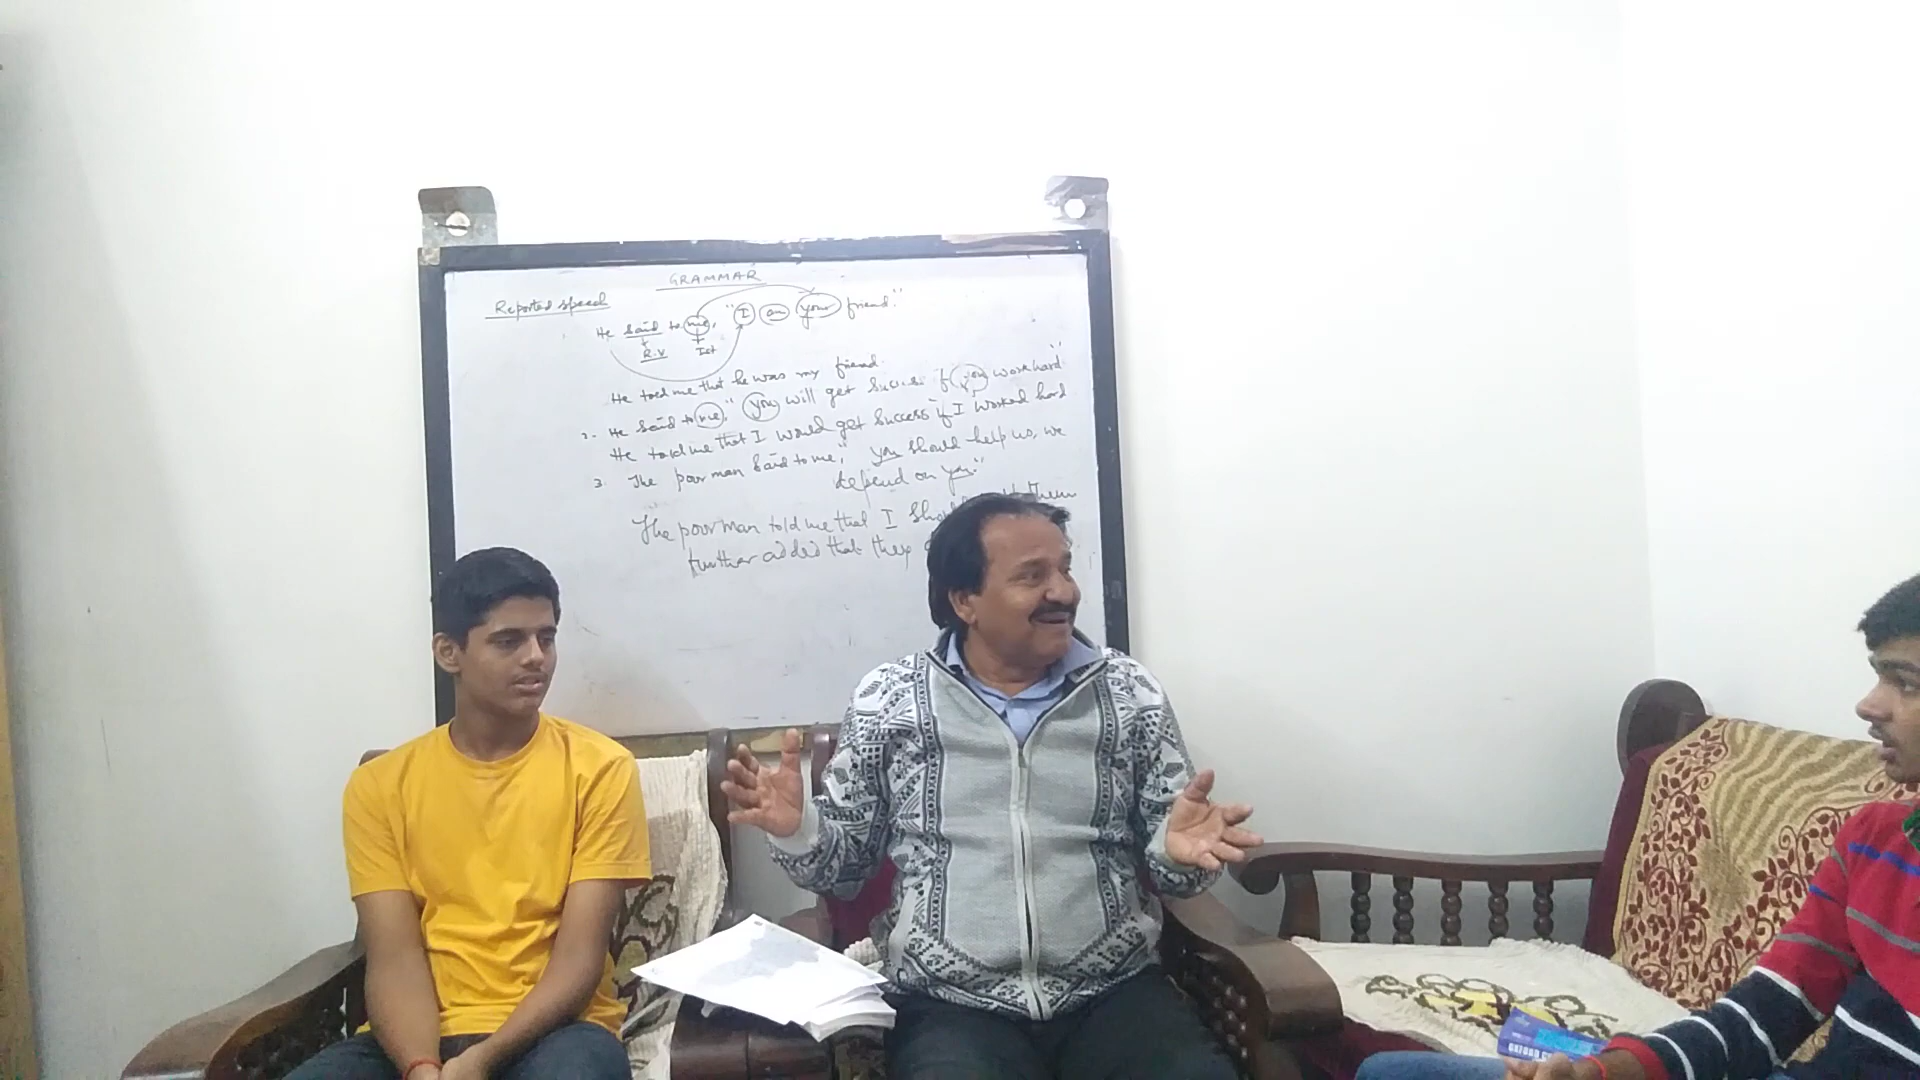 GRAMMAR
Reported speech
He said to me, "I am your friend."
R.V Ist
He told me that he was my friend.
2. He said to me, "you will get success if you work hard"
He told me that I would get success if I worked hard
3. The poor man said to me, "you should help us, we
depend on you."
The poor man told me that I them
further added that they
OXFORD